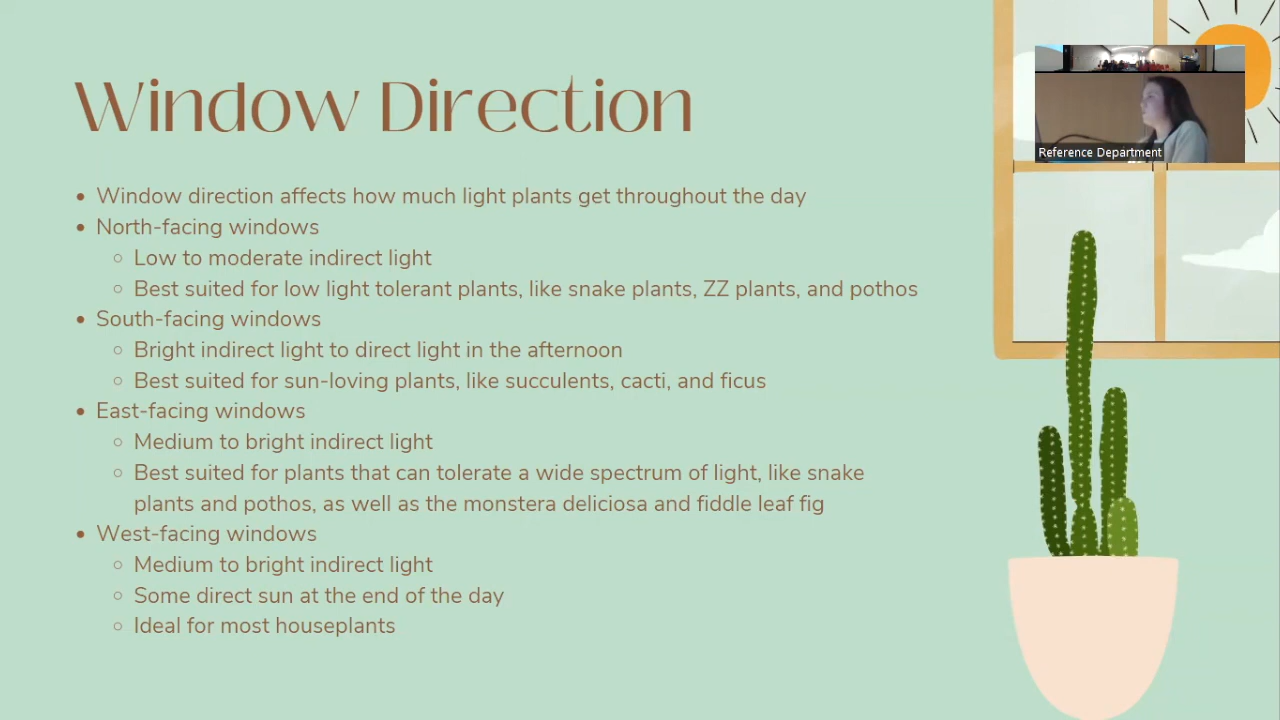 Window Direction
Reference Department
• Window direction affects how much light plants get throughout the day
• North-facing windows
○ Low to moderate indirect light
○ Best suited for low light tolerant plants, like snake plants, ZZ plants, and pothos
• South-facing windows
○ Bright indirect light to direct light in the afternoon
○ Best suited for sun-loving plants, like succulents, cacti, and ficus
• East-facing windows
○ Medium to bright indirect light
○ Best suited for plants that can tolerate a wide spectrum of light, like snake
plants and pothos, as well as the monstera deliciosa and fiddle leaf fig
• West-facing windows
○ Medium to bright indirect light
○ Some direct sun at the end of the day
○ Ideal for most houseplants